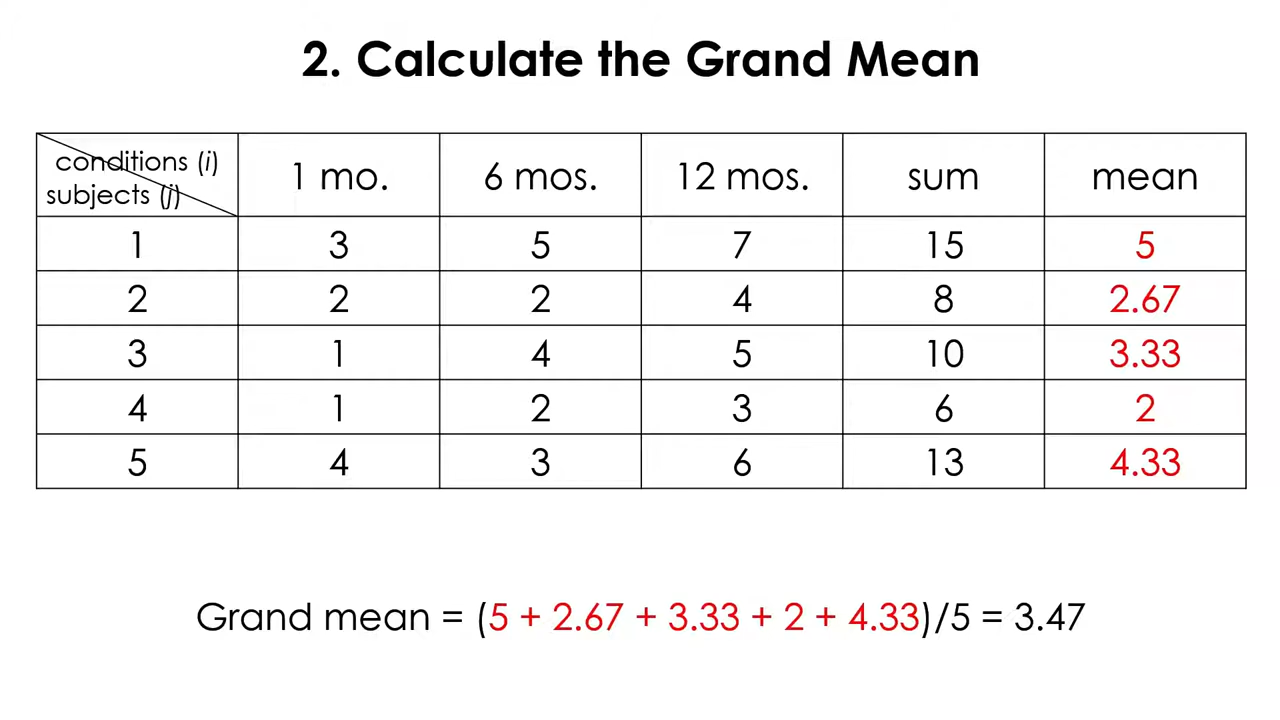 2. Calculate the Grand Mean
conditions (i)
subjects (j)
1 mo. 6 mos. 12 mos. sum mean
1 3 5 7 15 5
2 2 2 4 8 2.67
3 1 4 5 10 3.33
4 1 2 3 6 2
5 4 3 6 13 4.33
Grand mean = (5 + 2.67 + 3.33 + 2 + 4.33)/5 = 3.47